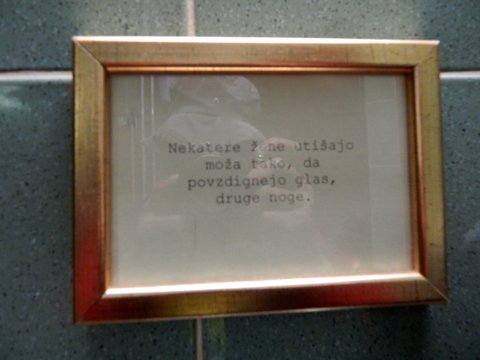 Nekatere žene utišajo
moža tako, da
povzdignejo glas,
druge noge.